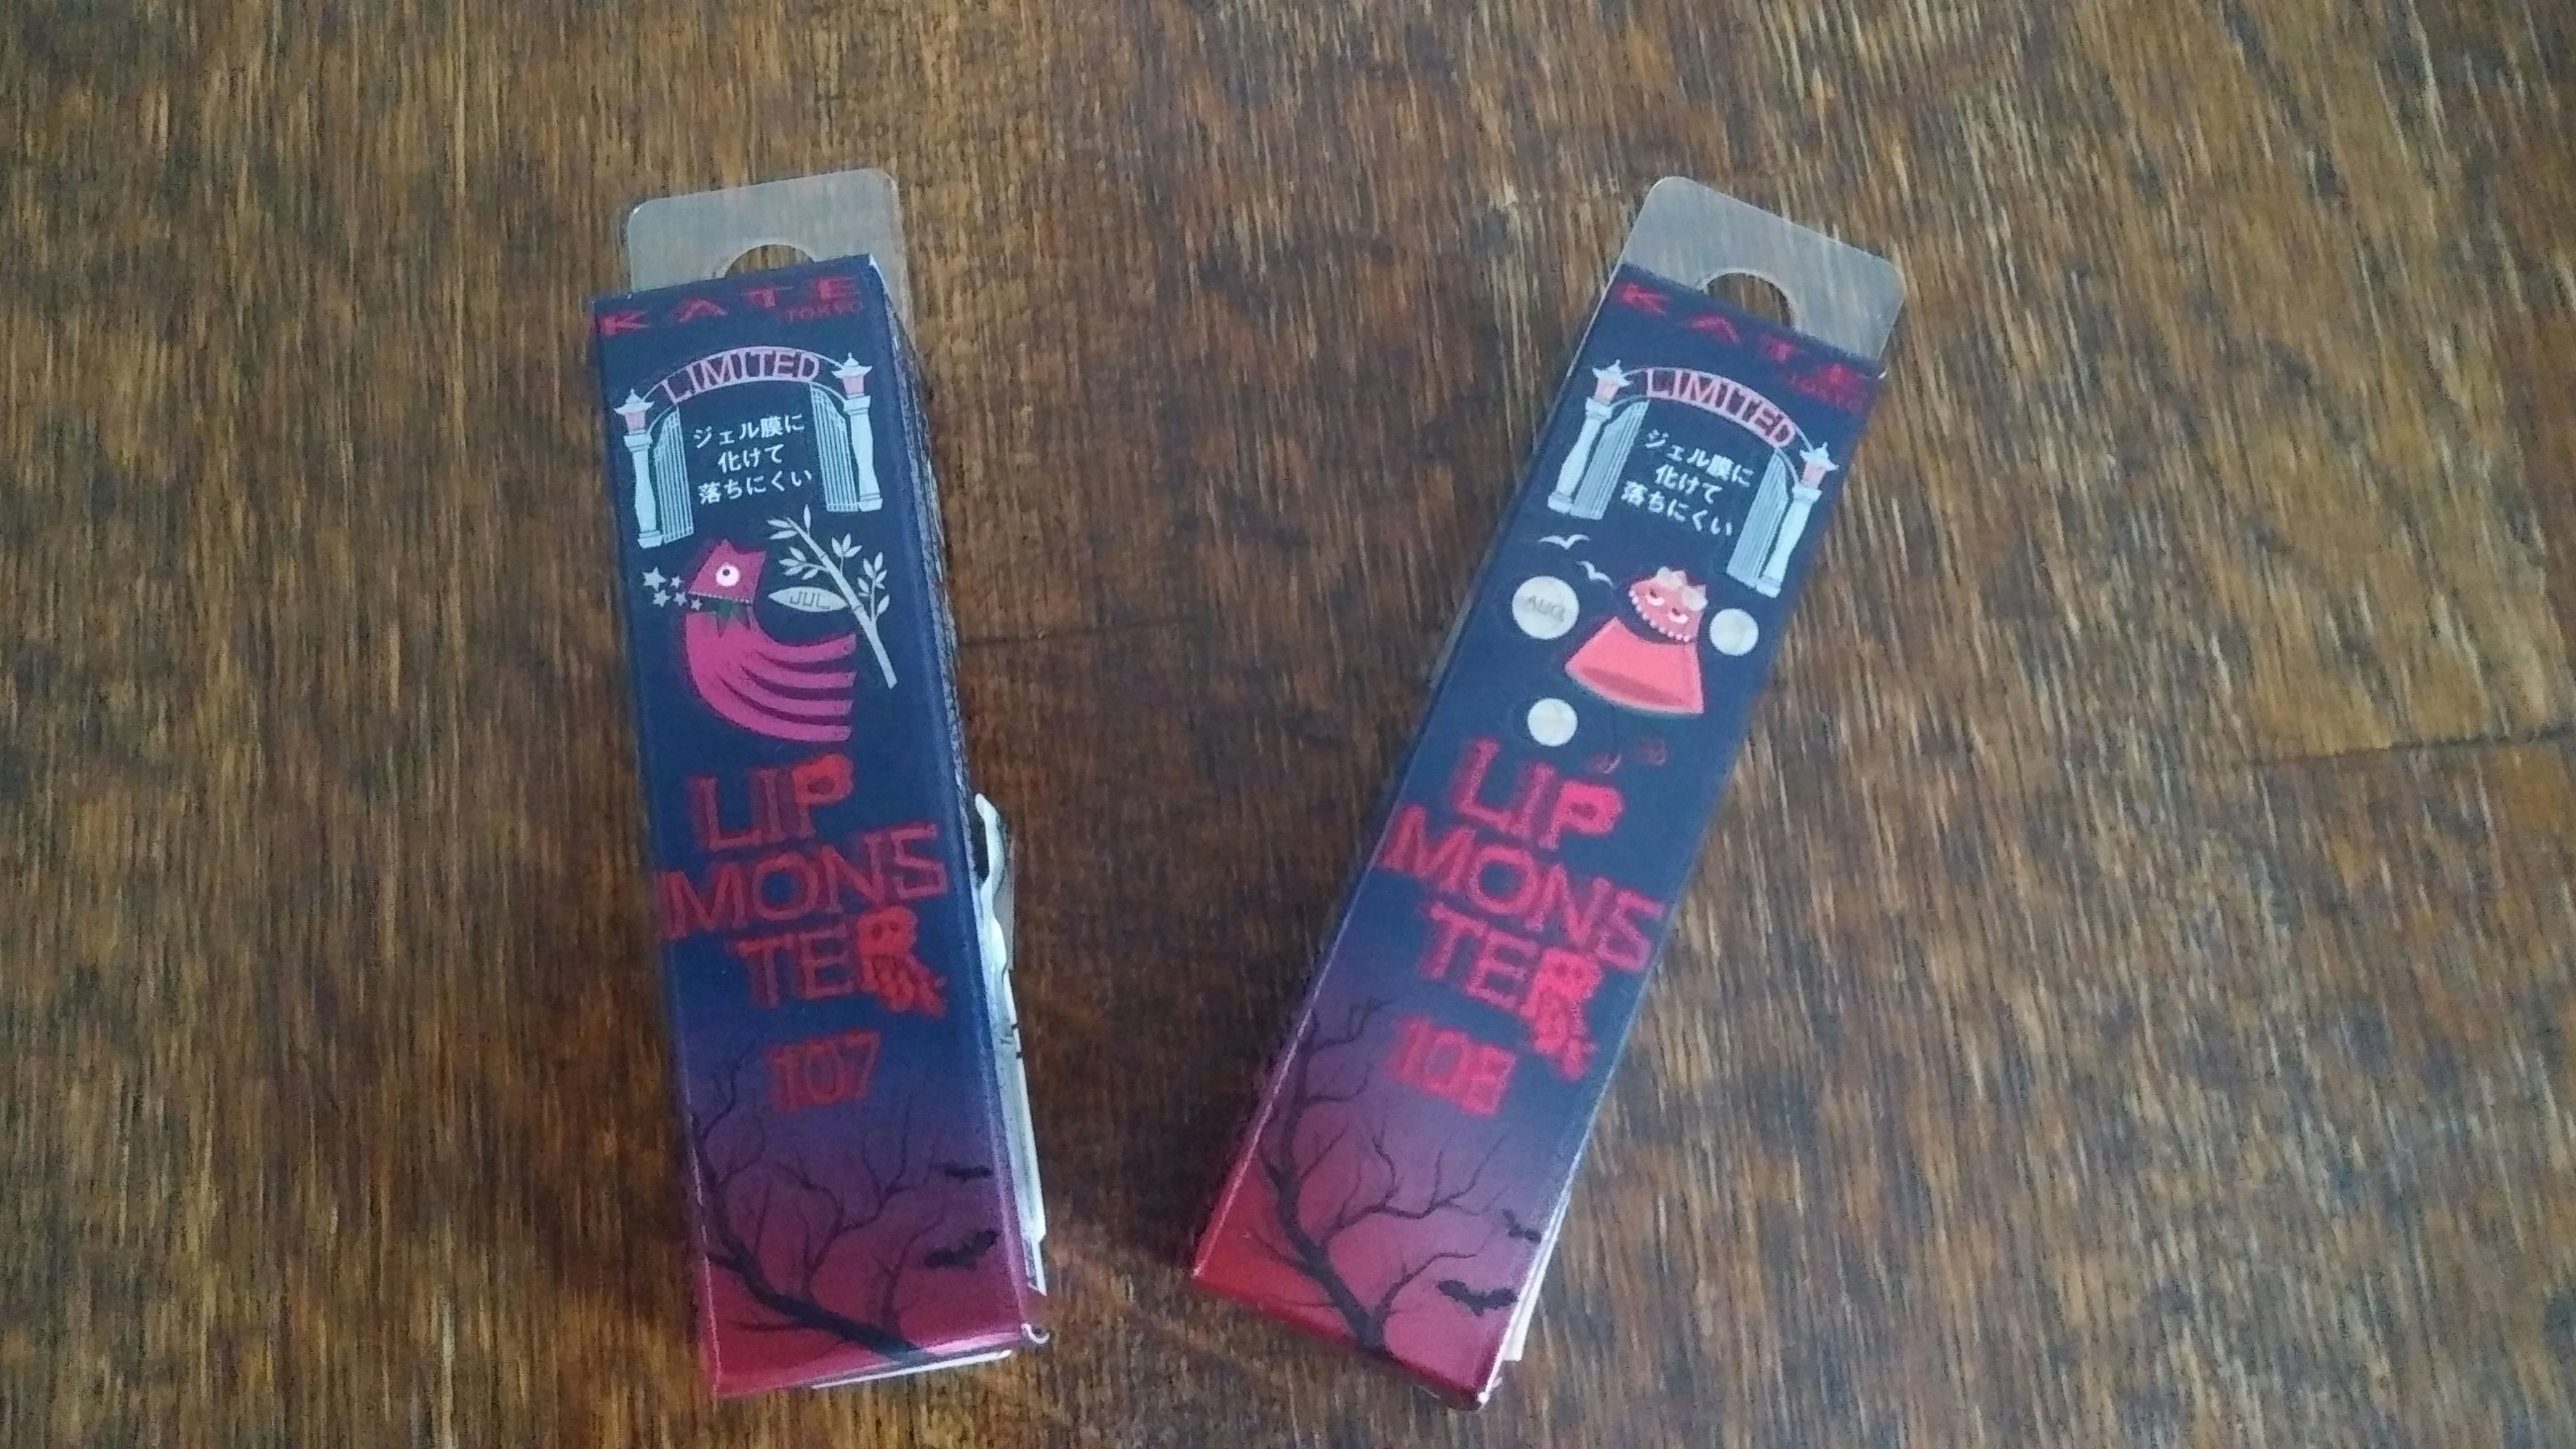 KATE
TOKYO
LIMITED
ジェル膜に
化けて
落ちにくい
JUL
LIP
MONS
TER
107
KATE
TOKYO
LIMITED
ジェル膜に
化けて
落ちにくい
AUG
LIP
MONS
TER
108